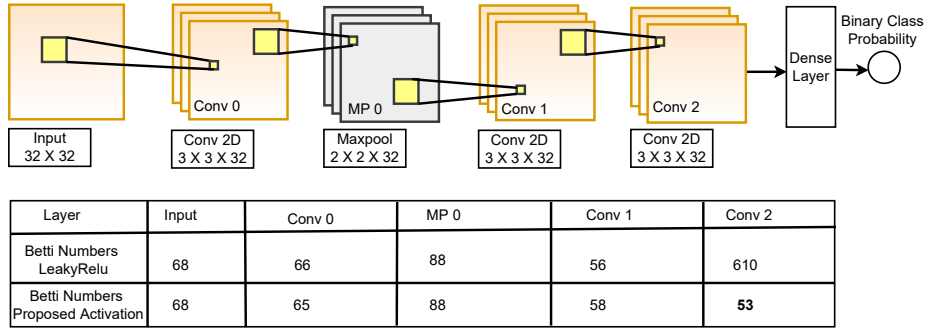 Binary Class
Probability
Dense
Layer
Conv 0
MP 0
Conv 1
Conv 2
Input
32 X 32
Conv 2D
3 X 3 X 32
Maxpool
2 X 2 X 32
Conv 2D
3 X 3 X 32
Conv 2D
3 X 3 X 32
Layer Input Conv 0 MP 0 Conv 1 Conv 2
Betti Numbers
LeakyRelu 68 66 88 56 610
Betti Numbers
Proposed Activation 68 65 88 58 53